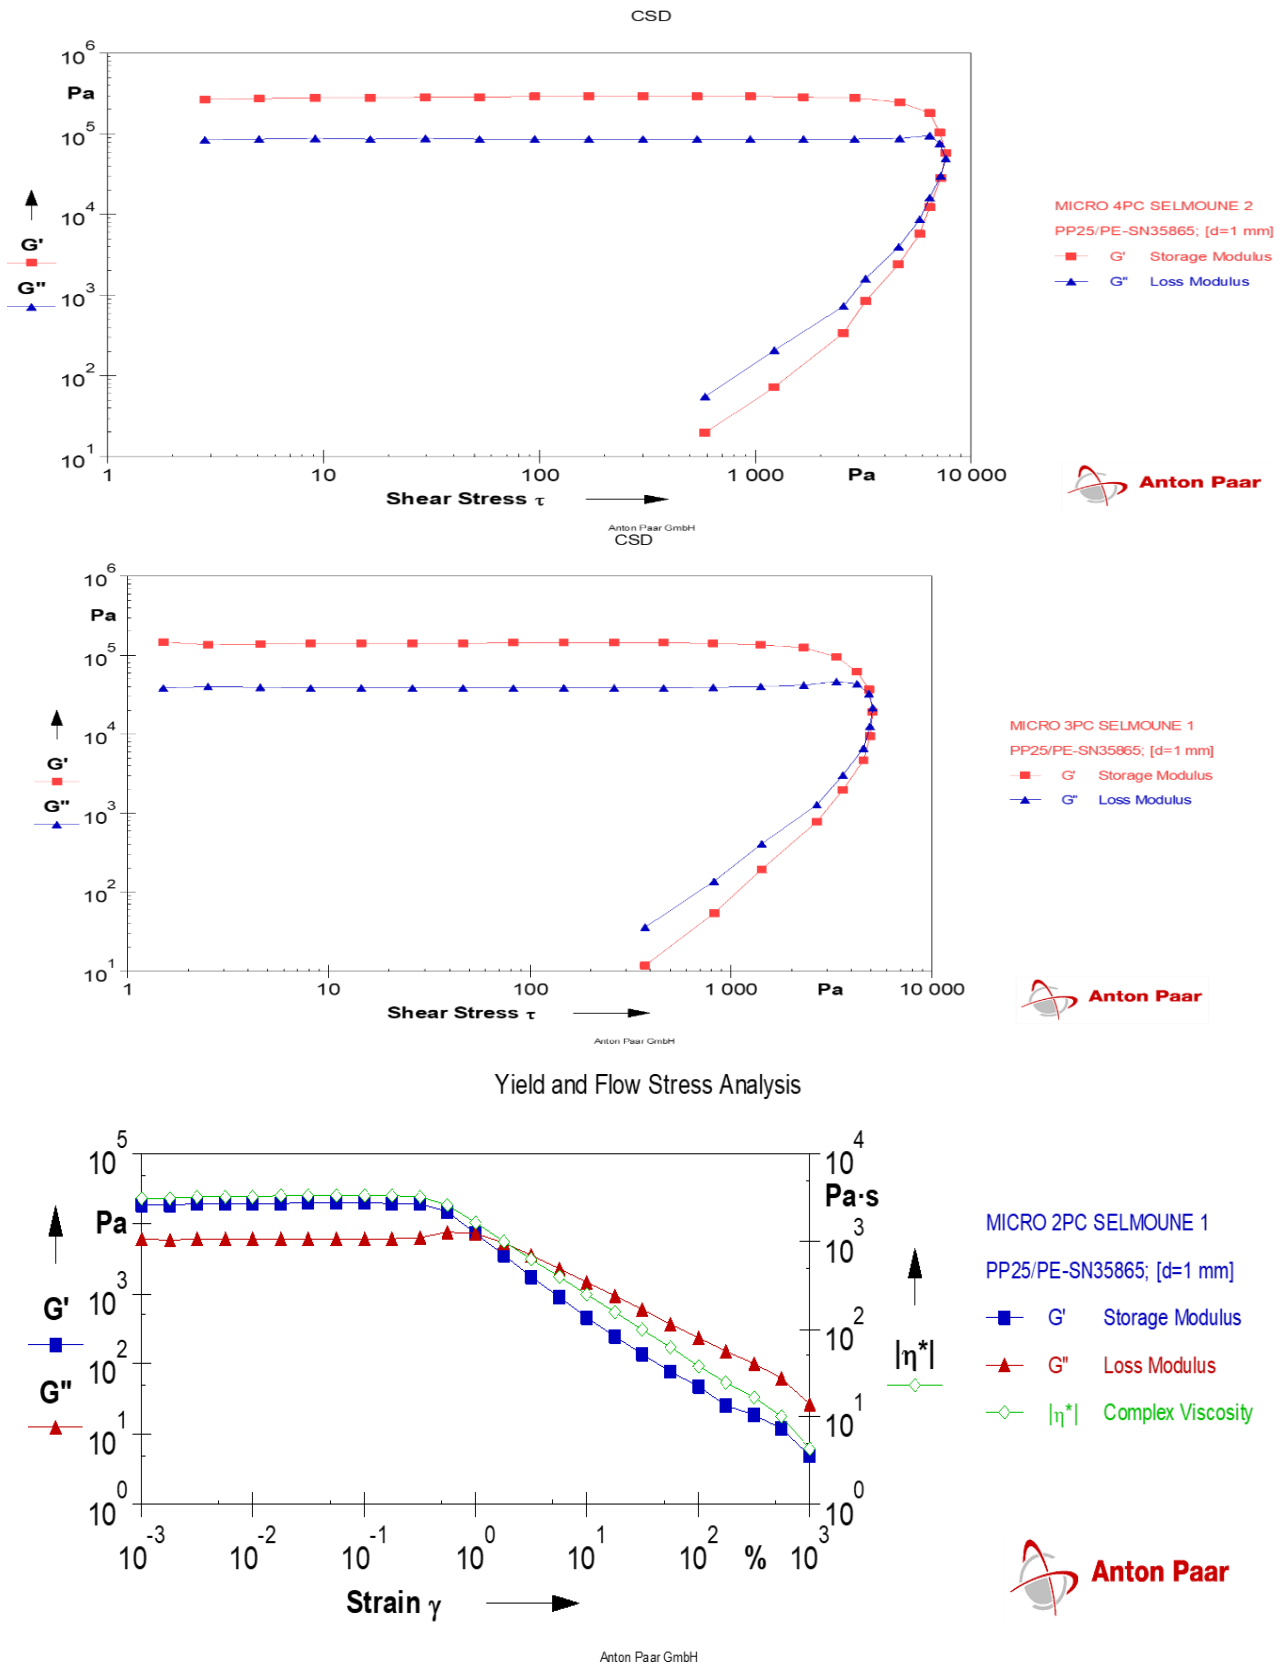 CSD
10^6
Pa
10^5
10^4
G'
G"
10^3
10^2
10^1
1 10 100 1 000 Pa 10 000
Shear Stress τ
MICRO 4PC SELMOUNE 2
PP25/PE-SN35865; [d=1 mm]
G' Storage Modulus
G" Loss Modulus
Anton Paar
Anton Paar GmbH
CSD
10^6
Pa
10^5
10^4
G'
G"
10^3
10^2
10^1
1 10 100 1 000 Pa 10 000
Shear Stress τ
MICRO 3PC SELMOUNE 1
PP25/PE-SN35865; [d=1 mm]
G' Storage Modulus
G" Loss Modulus
Anton Paar
Anton Paar GmbH
Yield and Flow Stress Analysis
10^5
Pa
10^3
G'
10^2
G"
10^1
10^0
10^4
Pa·s
10^3
10^2
|η*|
10^1
10^0
10^-3 10^-2 10^-1 10^0 10^1 10^2 % 10^3
Strain γ
MICRO 2PC SELMOUNE 1
PP25/PE-SN35865; [d=1 mm]
G' Storage Modulus
G" Loss Modulus
|η*| Complex Viscosity
Anton Paar
Anton Paar GmbH